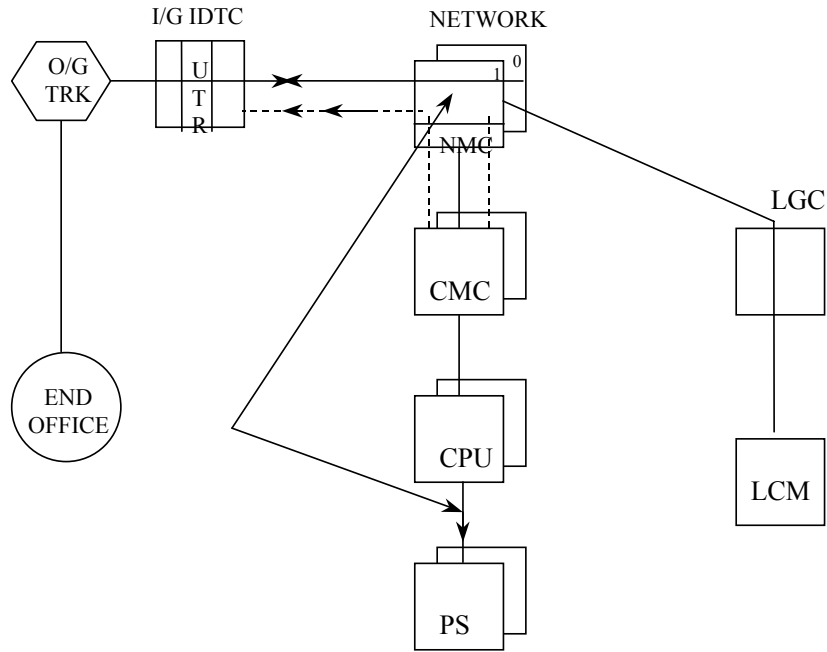 I/G IDTC
NETWORK
O/G
TRK
U
T
R
0
1
NMC
LGC
CMC
END
OFFICE
CPU
LCM
PS